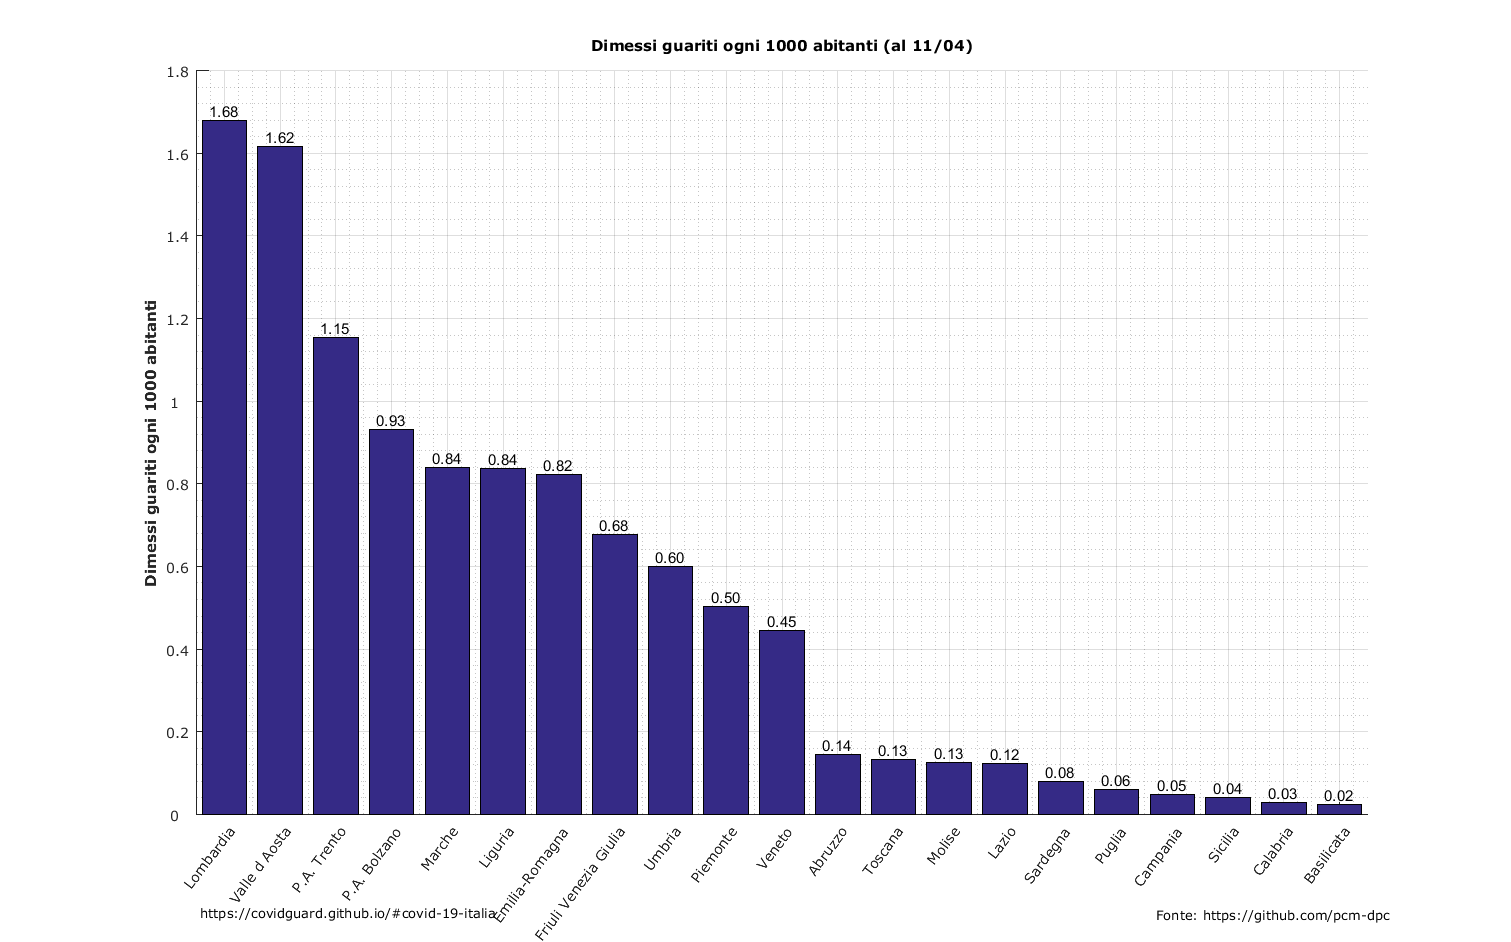 Dimessi guariti ogni 1000 abitanti (al 11/04)
Dimessi guariti ogni 1000 abitanti
1.8
1.6
1.4
1.2
1
0.8
0.6
0.4
0.2
0
1.68
1.62
1.15
0.93
0.84
0.84
0.82
0.68
0.60
0.50
0.45
0.14
0.13
0.13
0.12
0.08
0.06
0.05
0.04
0.03
0.02
Lombardia
Valle d Aosta
P.A. Trento
P.A. Bolzano
Marche
Liguria
Emilia-Romagna
Friuli Venezia Giulia
Umbria
Piemonte
Veneto
Abruzzo
Toscana
Molise
Lazio
Sardegna
Puglia
Campania
Sicilia
Calabria
Basilicata
https://covidguard.github.io/#covid-19-italia
Fonte: https://github.com/pcm-dpc